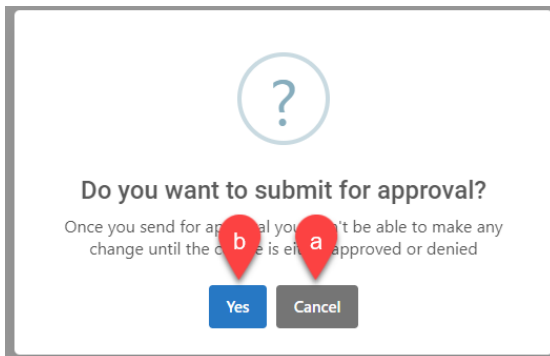 ?
Do you want to submit for approval?
Once you send for you be able to make any
change until the is approved or denied
b
a
Yes
Cancel